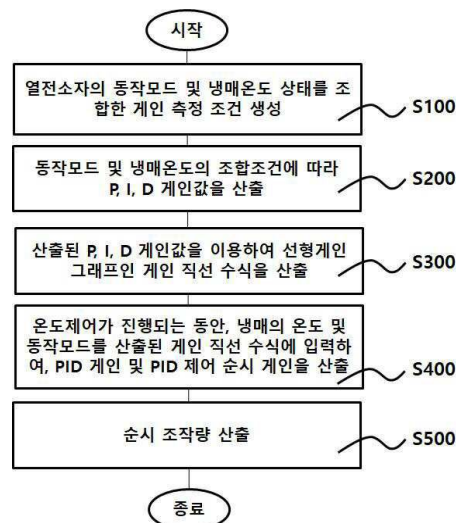 시작
열전소자의 동작모드 및 냉매온도 상태를 조
합한 게인 측정 조건 생성
S100
동작모드 및 냉매온도의 조합조건에 따라
P, I, D 게인값을 산출
S200
산출된 P, I, D 게인값을 이용하여 선형게인
그래프인 게인 직선 수식을 산출
S300
온도제어가 진행되는 동안, 냉매의 온도 및
동작모드를 산출된 게인 직선 수식에 입력하
여, PID 게인 및 PID 제어 순시 게인을 산출
S400
순시 조작량 산출
S500
종료